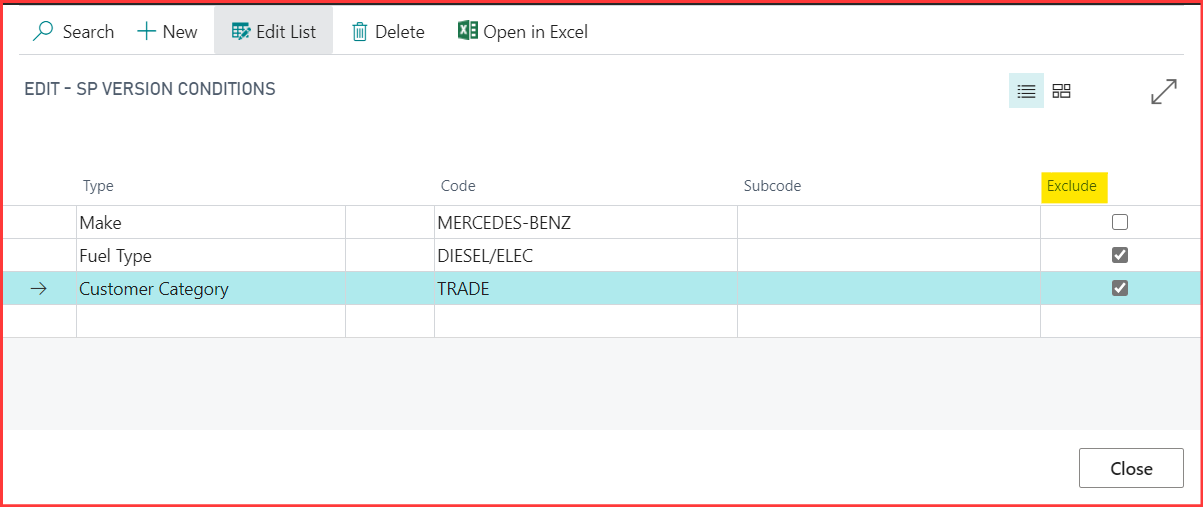 Search New Edit List Delete Open in Excel
EDIT - SP VERSION CONDITIONS
Type Code Subcode Exclude
Make MERCEDES-BENZ
Fuel Type DIESEL/ELEC
Customer Category TRADE
Close